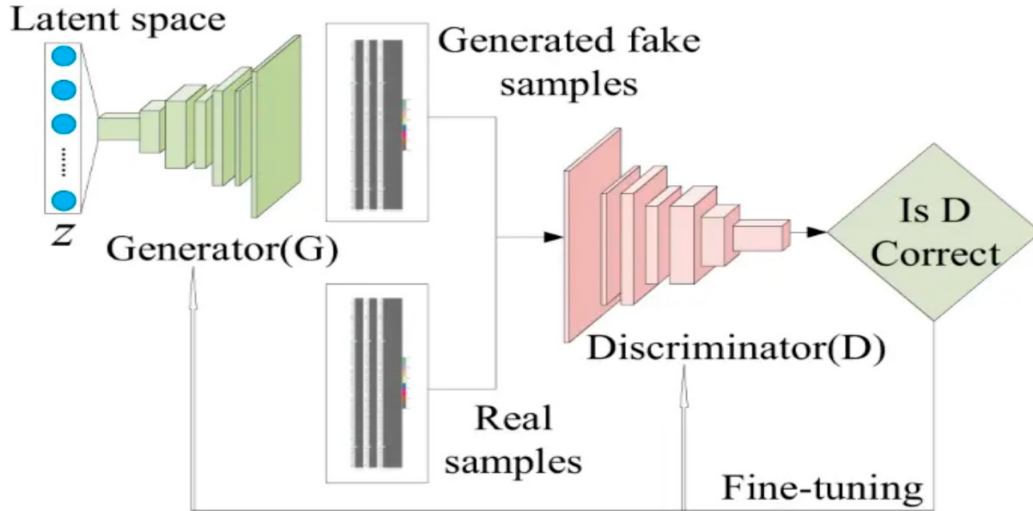 Latent space
z
Generator(G)
Generated fake
samples
Real
samples
Discriminator(D)
Is D
Correct
Fine-tuning